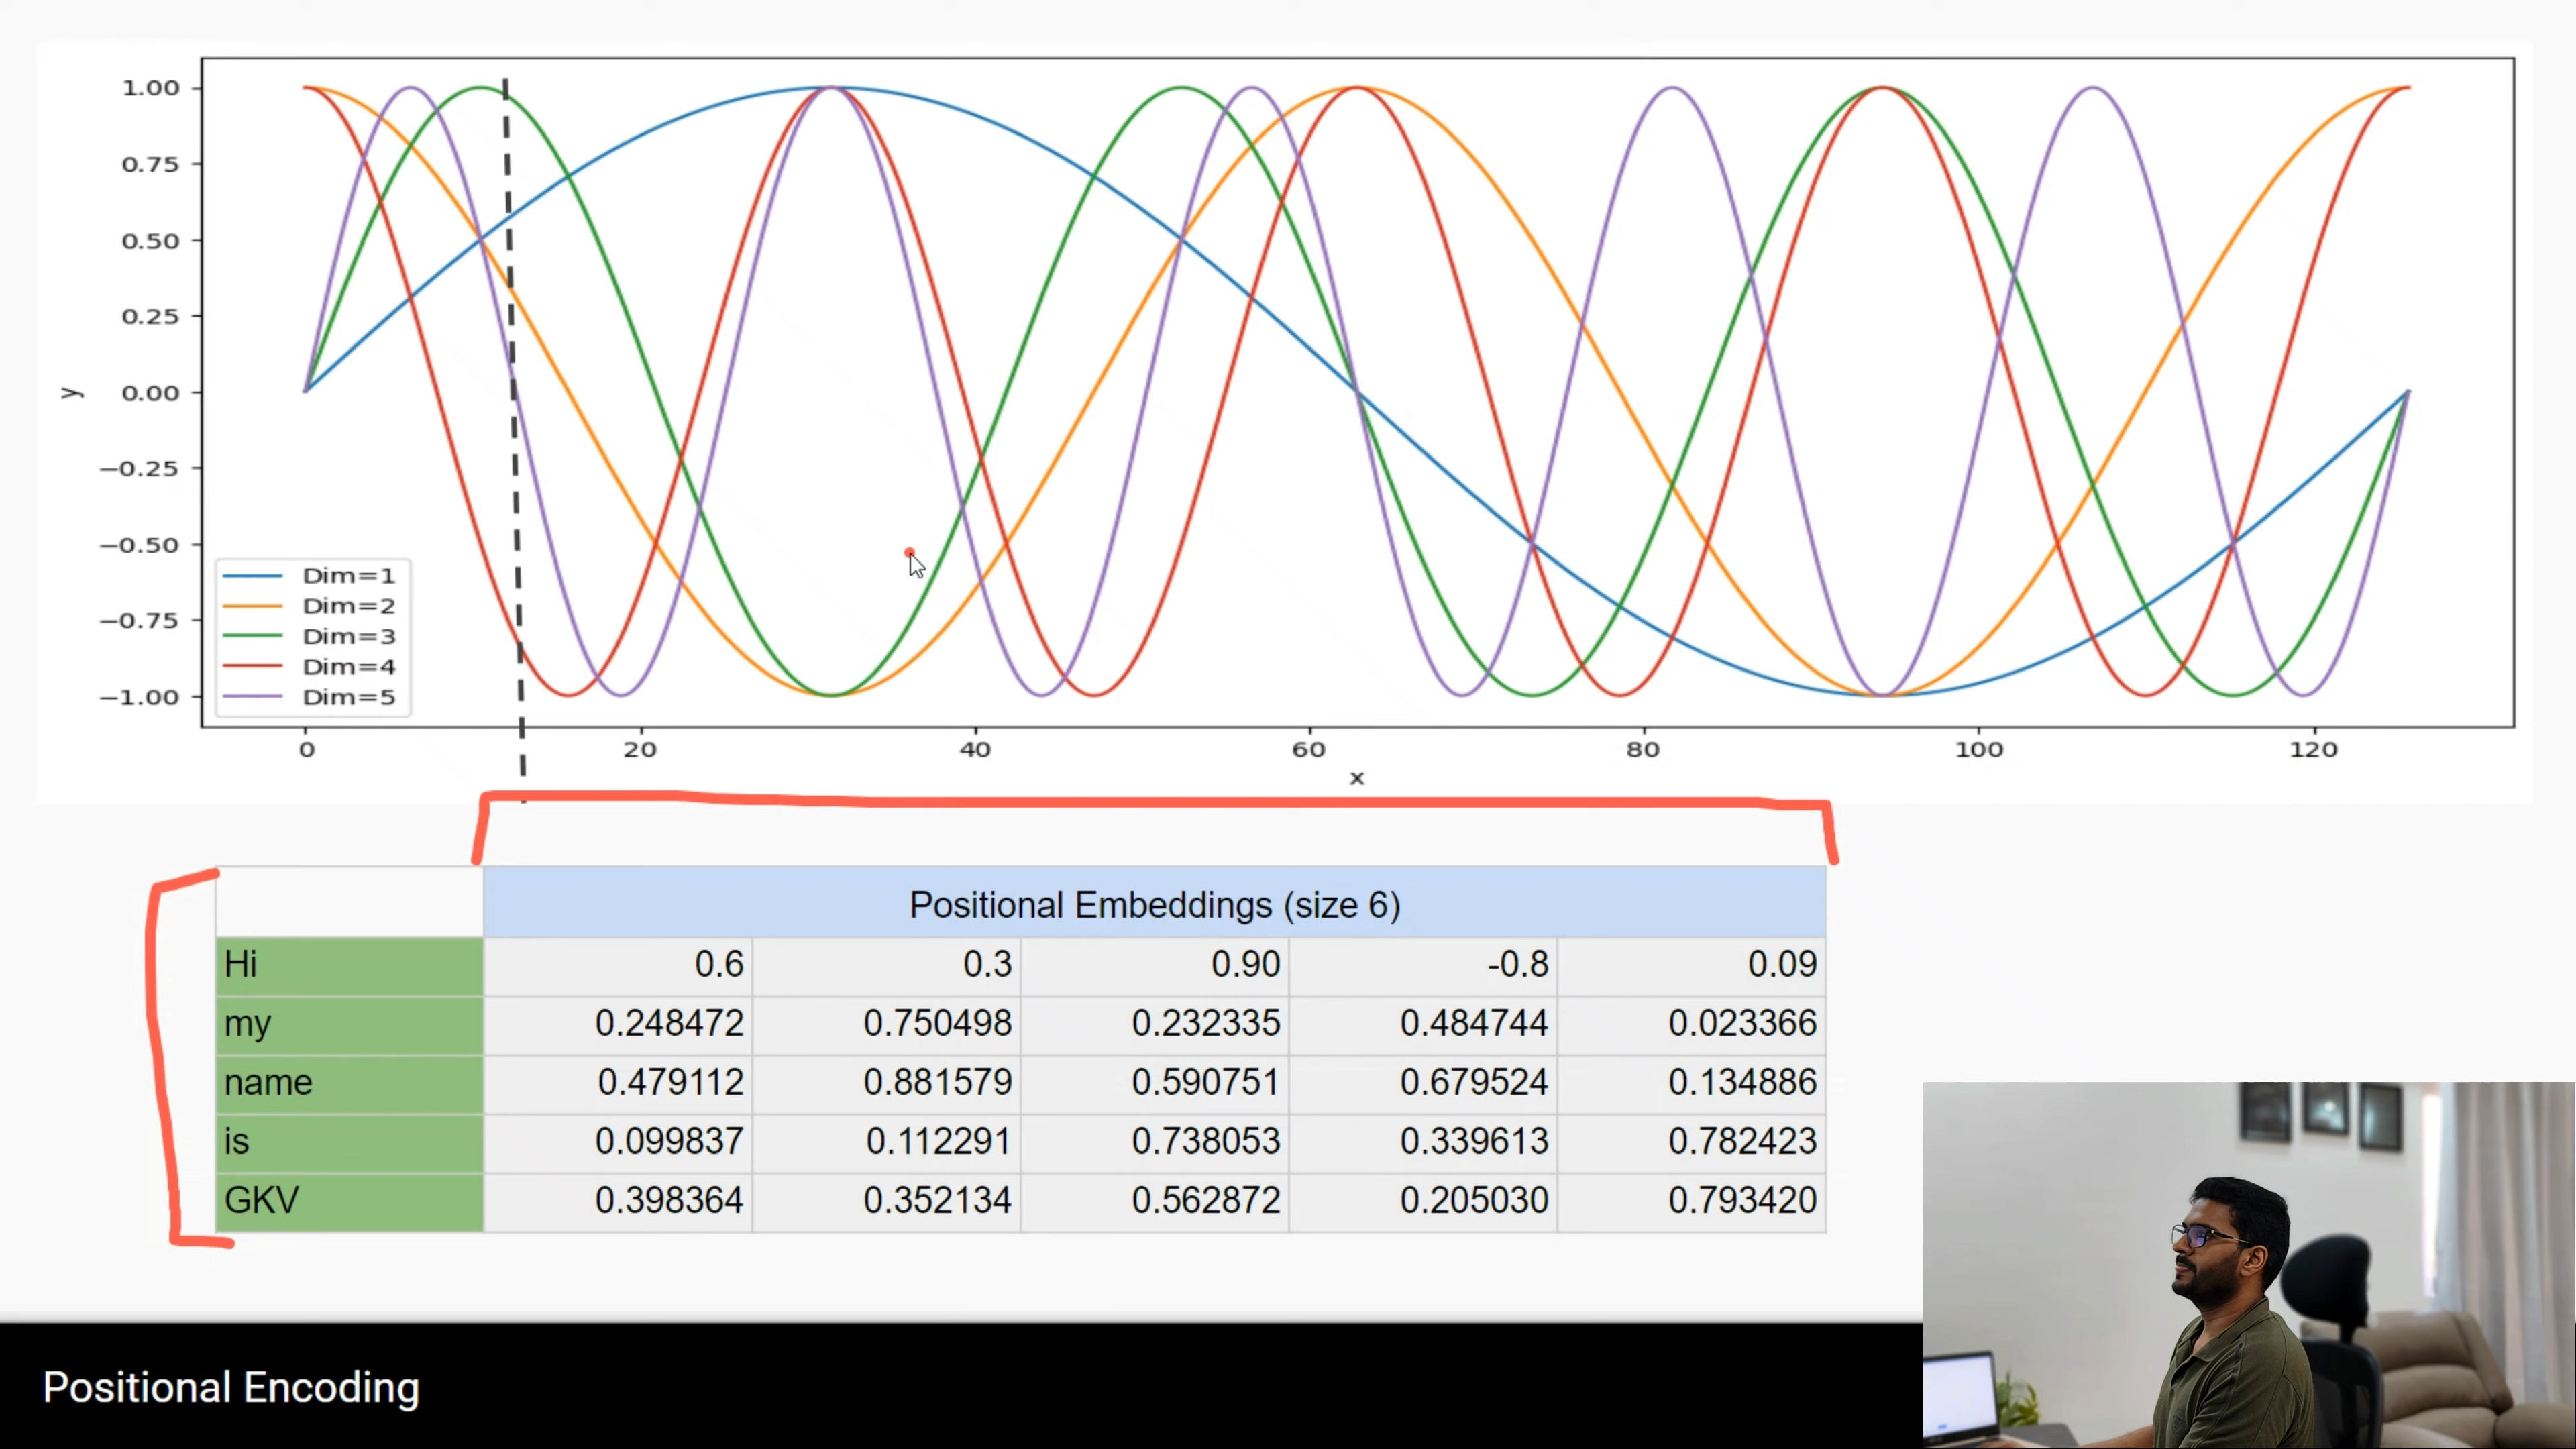 1.00
0.75
0.50
0.25
0.00
−0.25
−0.50
−0.75
−1.00
y
Dim=1
Dim=2
Dim=3
Dim=4
Dim=5
0 20 40 60 80 100 120
x
Positional Embeddings (size 6)
Hi 0.6 0.3 0.90 -0.8 0.09
my 0.248472 0.750498 0.232335 0.484744 0.023366
name 0.479112 0.881579 0.590751 0.679524 0.134886
is 0.099837 0.112291 0.738053 0.339613 0.782423
GKV 0.398364 0.352134 0.562872 0.205030 0.793420
Positional Encoding